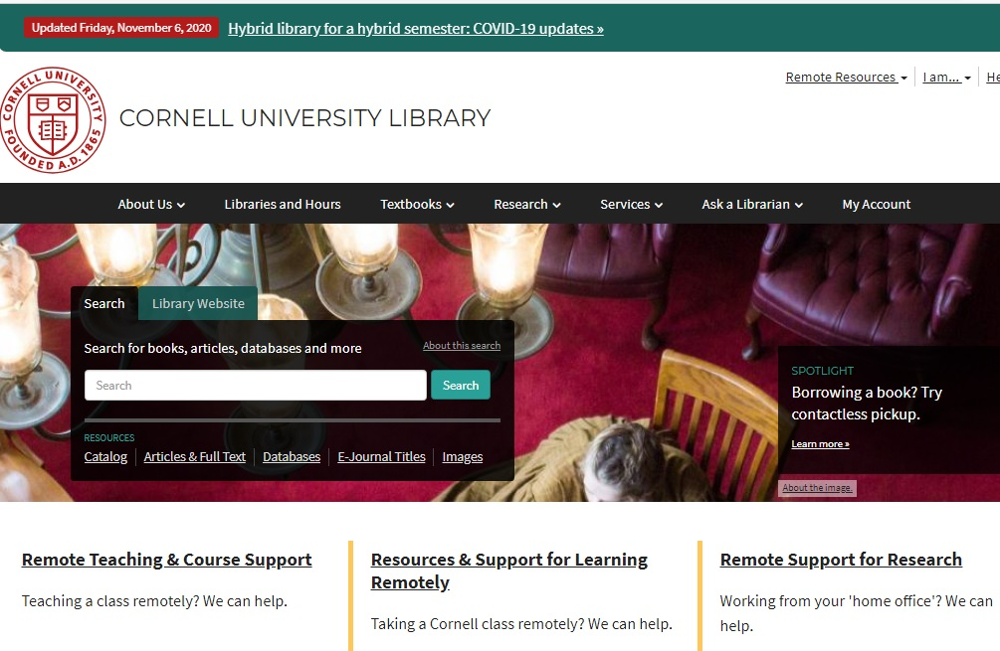 Updated Friday, November 6, 2020 Hybrid library for a hybrid semester: COVID-19 updates »
Remote Resources I am... He
CORNELL UNIVERSITY
FOUNDED A.D. 1865
CORNELL UNIVERSITY LIBRARY
About Us Libraries and Hours Textbooks Research Services Ask a Librarian My Account
Search Library Website
Search for books, articles, databases and more About this search
Search Search
RESOURCES
Catalog Articles & Full Text Databases E-Journal Titles Images
SPOTLIGHT
Borrowing a book? Try
contactless pickup.
Learn more »
About the image.
Remote Teaching & Course Support
Teaching a class remotely? We can help.
Resources & Support for Learning
Remotely
Taking a Cornell class remotely? We can help.
Remote Support for Research
Working from your 'home office'? We can
help.